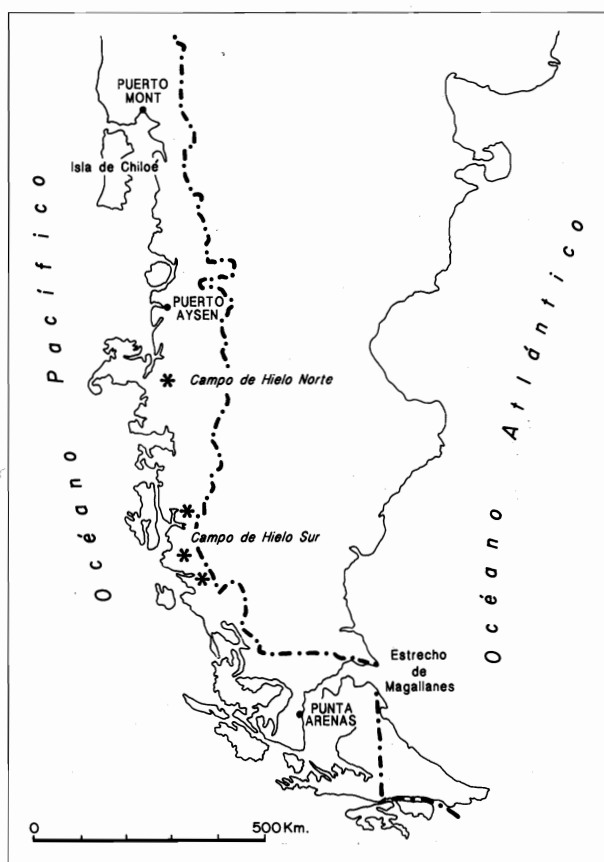 PUERTO
MONT
Isla de Chiloé
Océano Pacífico
PUERTO
AYSEN
Campo de Hielo Norte
Campo de Hielo Sur
Océano Atlántico
Estrecho
de
Magallanes
PUNTA
ARENAS
0 500 Km.